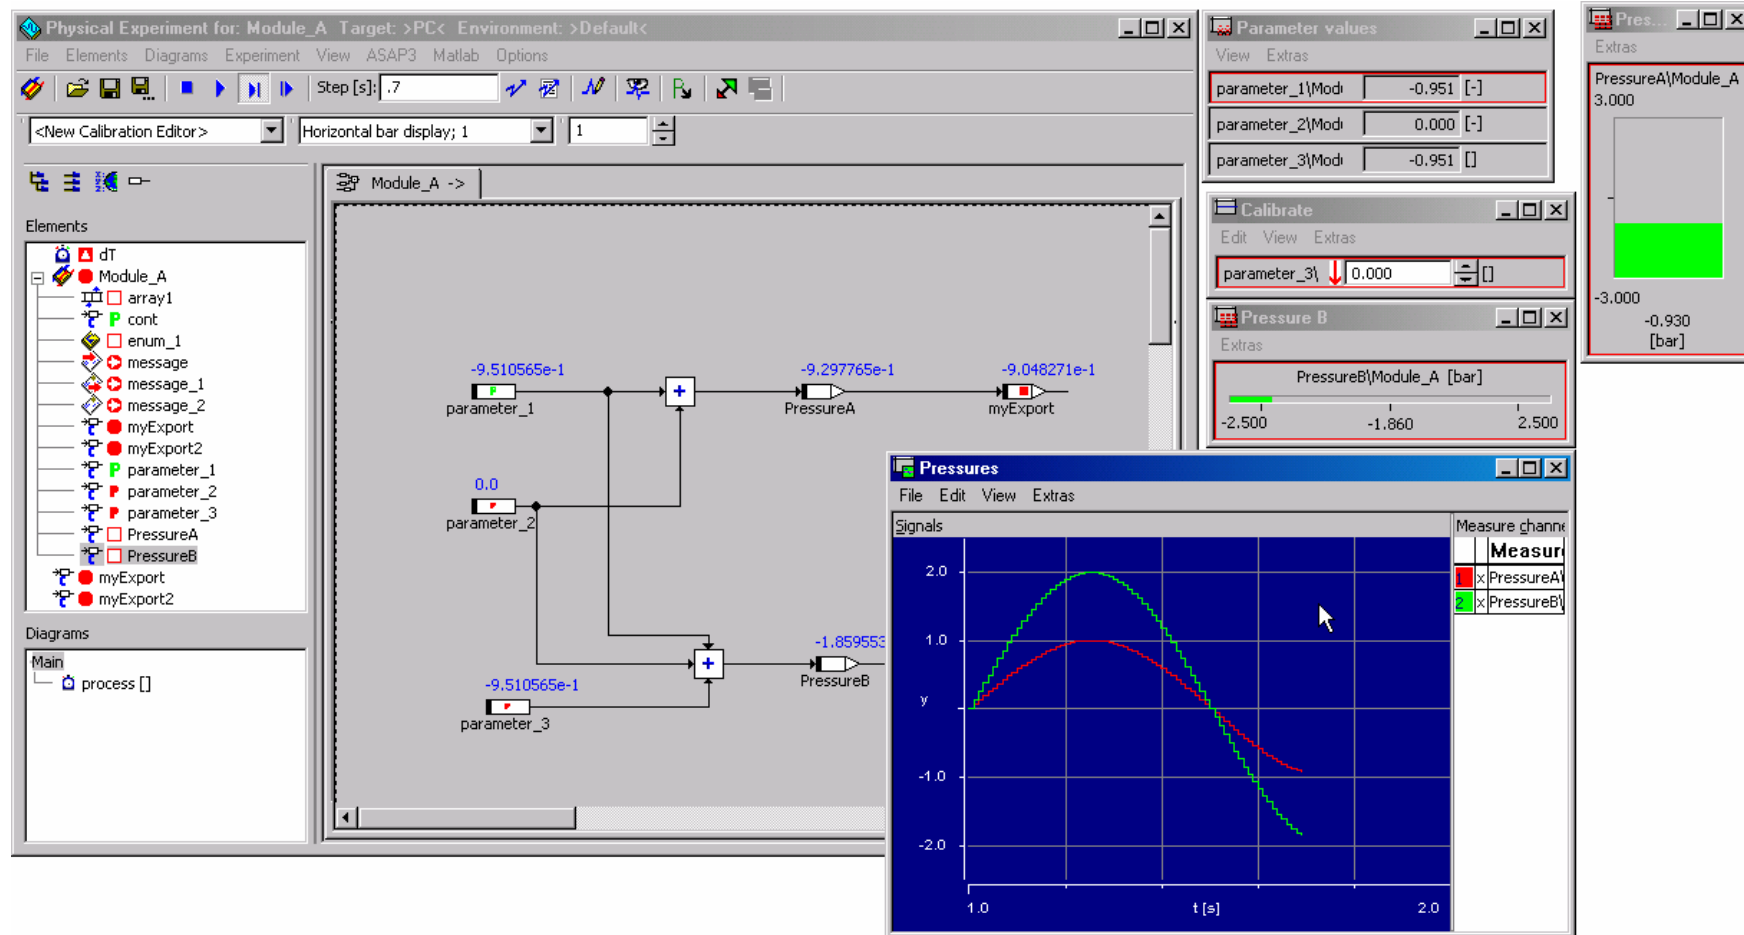 Physical Experiment for: Module_A  Target: >PC<  Environment: >Default<
File Elements Diagrams Experiment View ASAP3 Matlab Options
Step [s]: .7
<New Calibration Editor> Horizontal bar display; 1 1
Elements
dT
Module_A
array1
cont
enum_1
message
message_1
message_2
myExport
myExport2
parameter_1
parameter_2
parameter_3
PressureA
PressureB
myExport
myExport2
Diagrams
Main
process []
Module_A ->
-9.510565e-1 -9.297765e-1 -9.048271e-1
P
+
parameter_1 PressureA myExport
0.0
parameter_2
-1.859553
+
PressureB
-9.510565e-1
parameter_3
Parameter values
View Extras
parameter_1\Mod -0.951 [-]
parameter_2\Mod 0.000 [-]
parameter_3\Mod -0.951 []
Calibrate
Edit View Extras
parameter_3\ 0.000 []
Pressure B
Extras
PressureB\Module_A [bar]
-2.500 -1.860 2.500
Pres...
Extras
PressureA\Module_A
3.000
-3.000
-0.930
[bar]
Pressures
File Edit View Extras
Signals Measure channe
Measur
1 x PressureA\
2 x PressureB\
2.0
1.0
y
-1.0
-2.0
1.0 t [s] 2.0